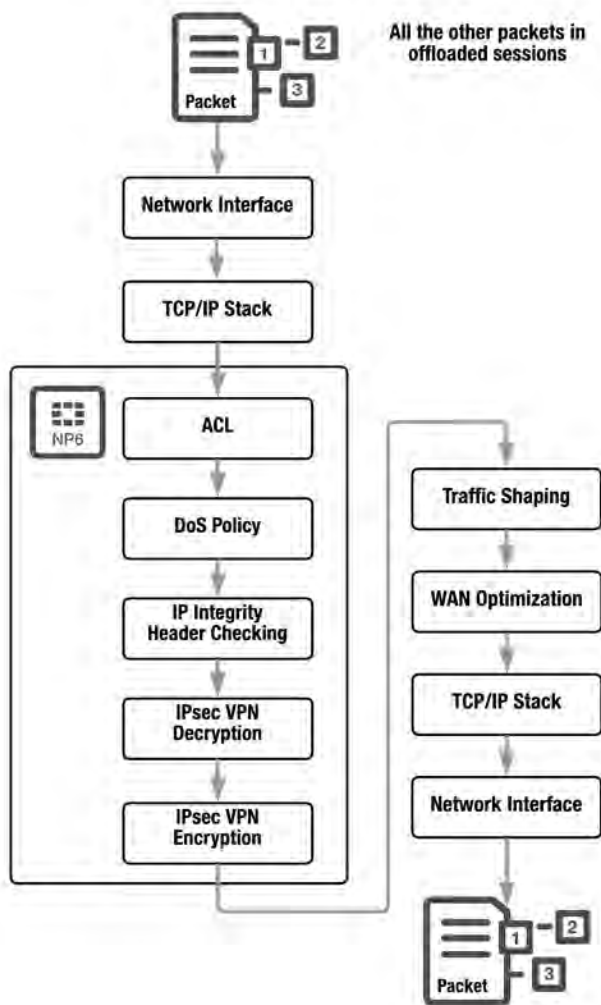 All the other packets in
offloaded sessions
1
2
3
Packet
Network Interface
TCP/IP Stack
NP6
ACL
DoS Policy
IP Integrity
Header Checking
IPsec VPN
Decryption
IPsec VPN
Encryption
Traffic Shaping
WAN Optimization
TCP/IP Stack
Network Interface
1
2
3
Packet